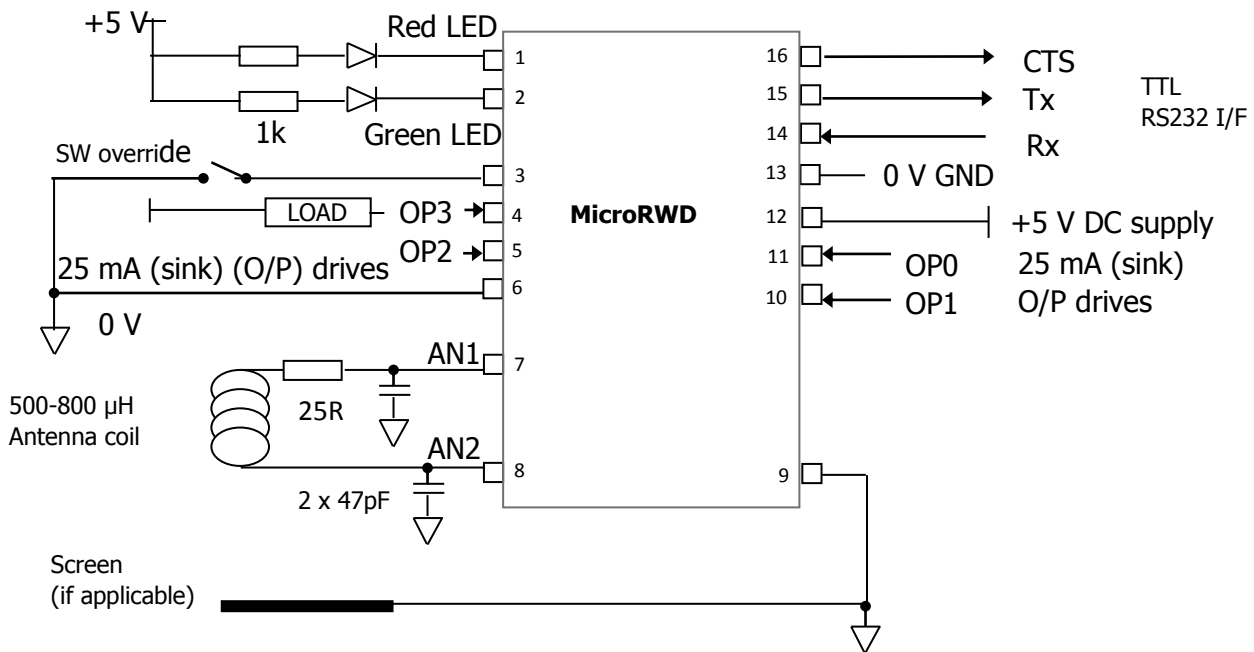 +5 V
Red LED
1
2
1k
Green LED
SW override
3
LOAD
OP3
4
OP2
5
25 mA (sink) (O/P) drives
6
0 V
AN1
7
25R
500-800 µH
Antenna coil
AN2
8
2 x 47pF
Screen
(if applicable)
MicroRWD
16
CTS
15
Tx
TTL
RS232 I/F
14
Rx
13
0 V GND
12
+5 V DC supply
11
OP0
25 mA (sink)
10
OP1
O/P drives
9